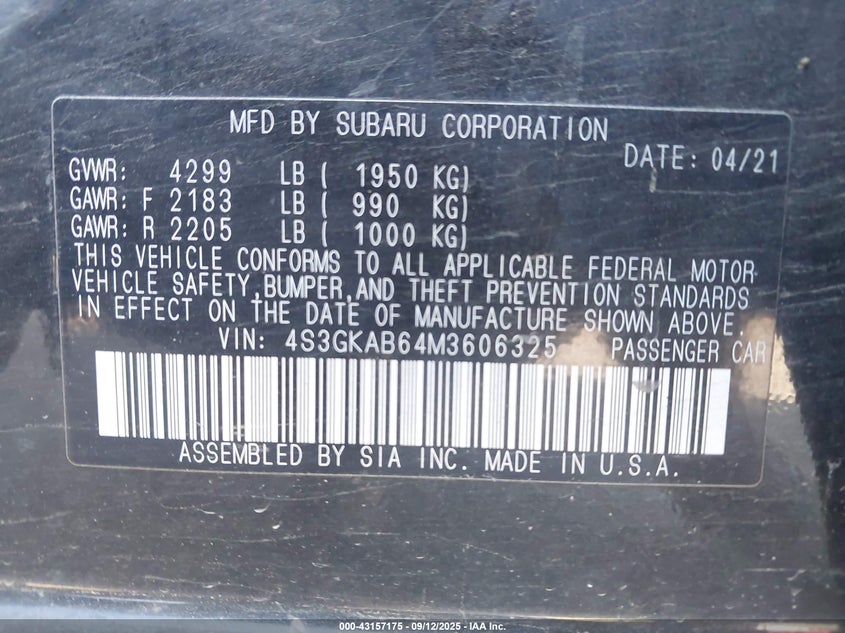 MFD BY SUBARU CORPORATION
DATE: 04/21
GVWR: 4299 LB ( 1950 KG)
GAWR: F 2183 LB ( 990 KG)
GAWR: R 2205 LB ( 1000 KG)
THIS VEHICLE CONFORMS TO ALL APPLICABLE FEDERAL MOTOR
VEHICLE SAFETY,BUMPER,AND THEFT PREVENTION STANDARDS
IN EFFECT ON THE DATE OF MANUFACTURE SHOWN ABOVE.
VIN: 4S3GKAB64M3606325 PASSENGER CAR
ASSEMBLED BY SIA INC. MADE IN U.S.A.
000-43157175 - 09/12/2025 - IAA Inc.